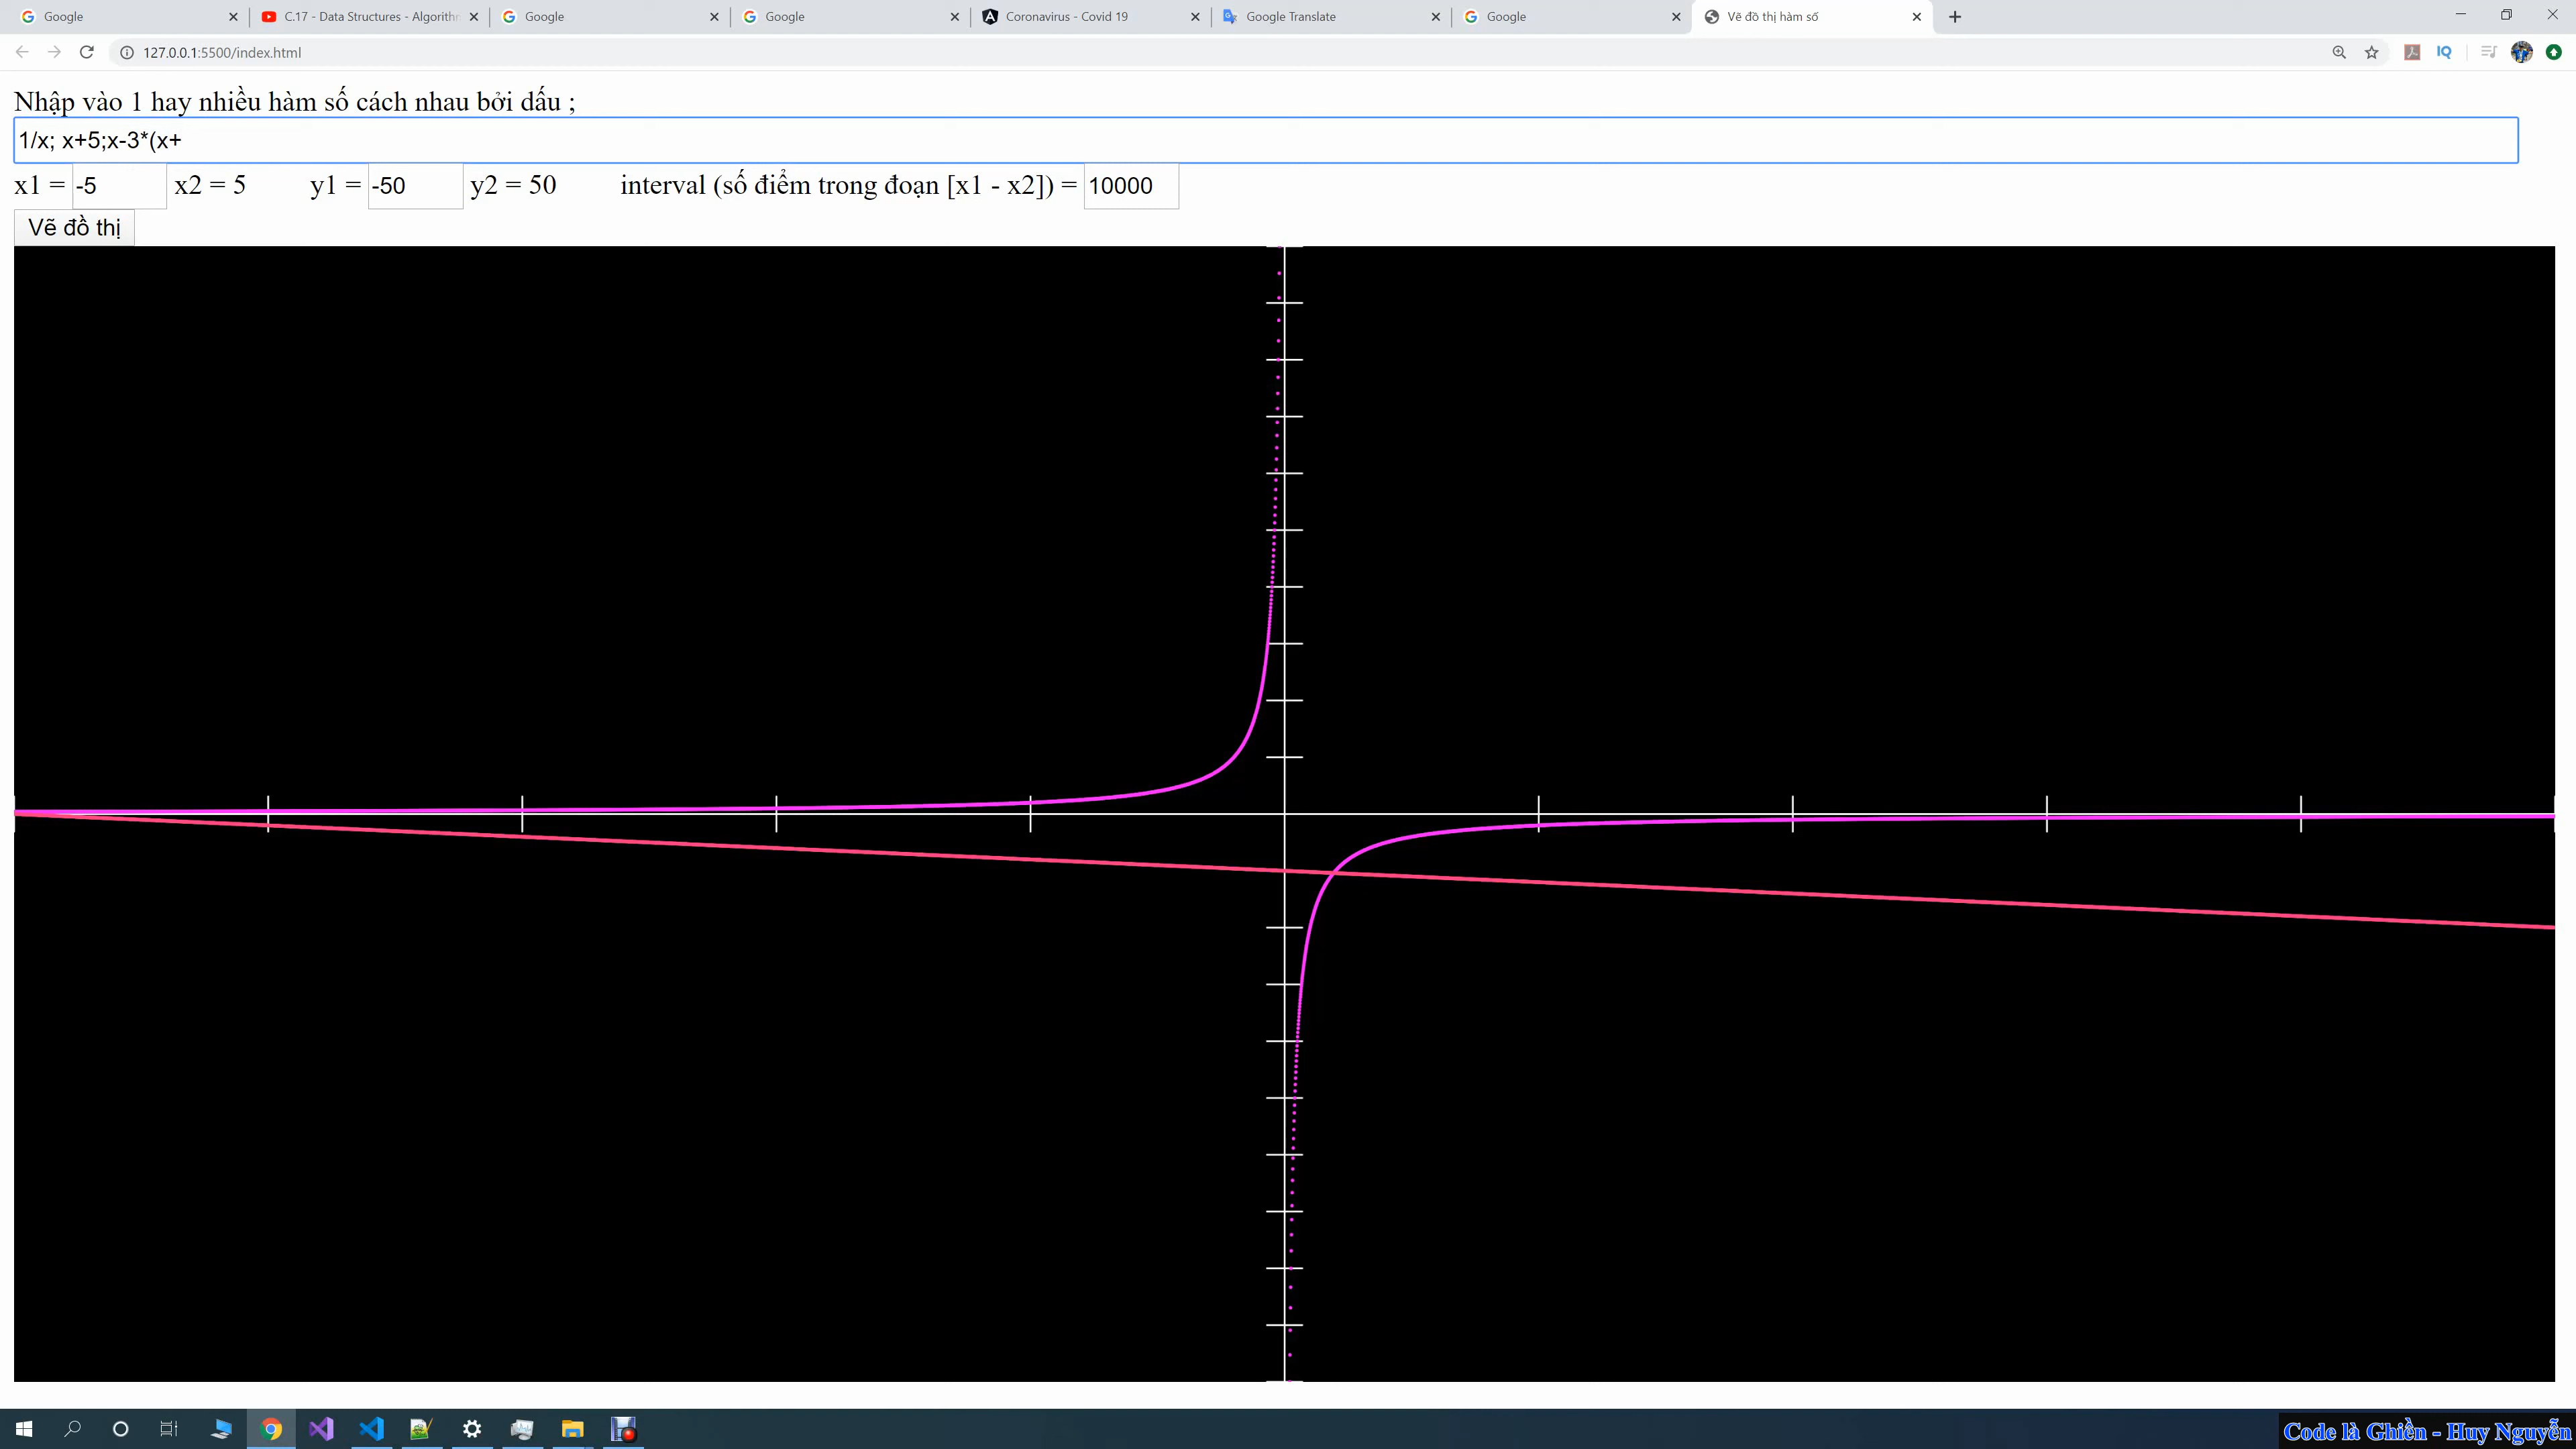 Google
C.17 - Data Structures - Algorithm
Google
Google
Coronavirus - Covid 19
Google Translate
Google
Vẽ đồ thị hàm số
127.0.0.1:5500/index.html
IQ
Nhập vào 1 hay nhiều hàm số cách nhau bởi dấu ;
1/x; x+5;x-3*(x+
x1 = -5 x2 = 5 y1 = -50 y2 = 50 interval (số điểm trong đoạn [x1 - x2]) = 10000
Vẽ đồ thị
Code là Ghiền - Huy Nguyễn